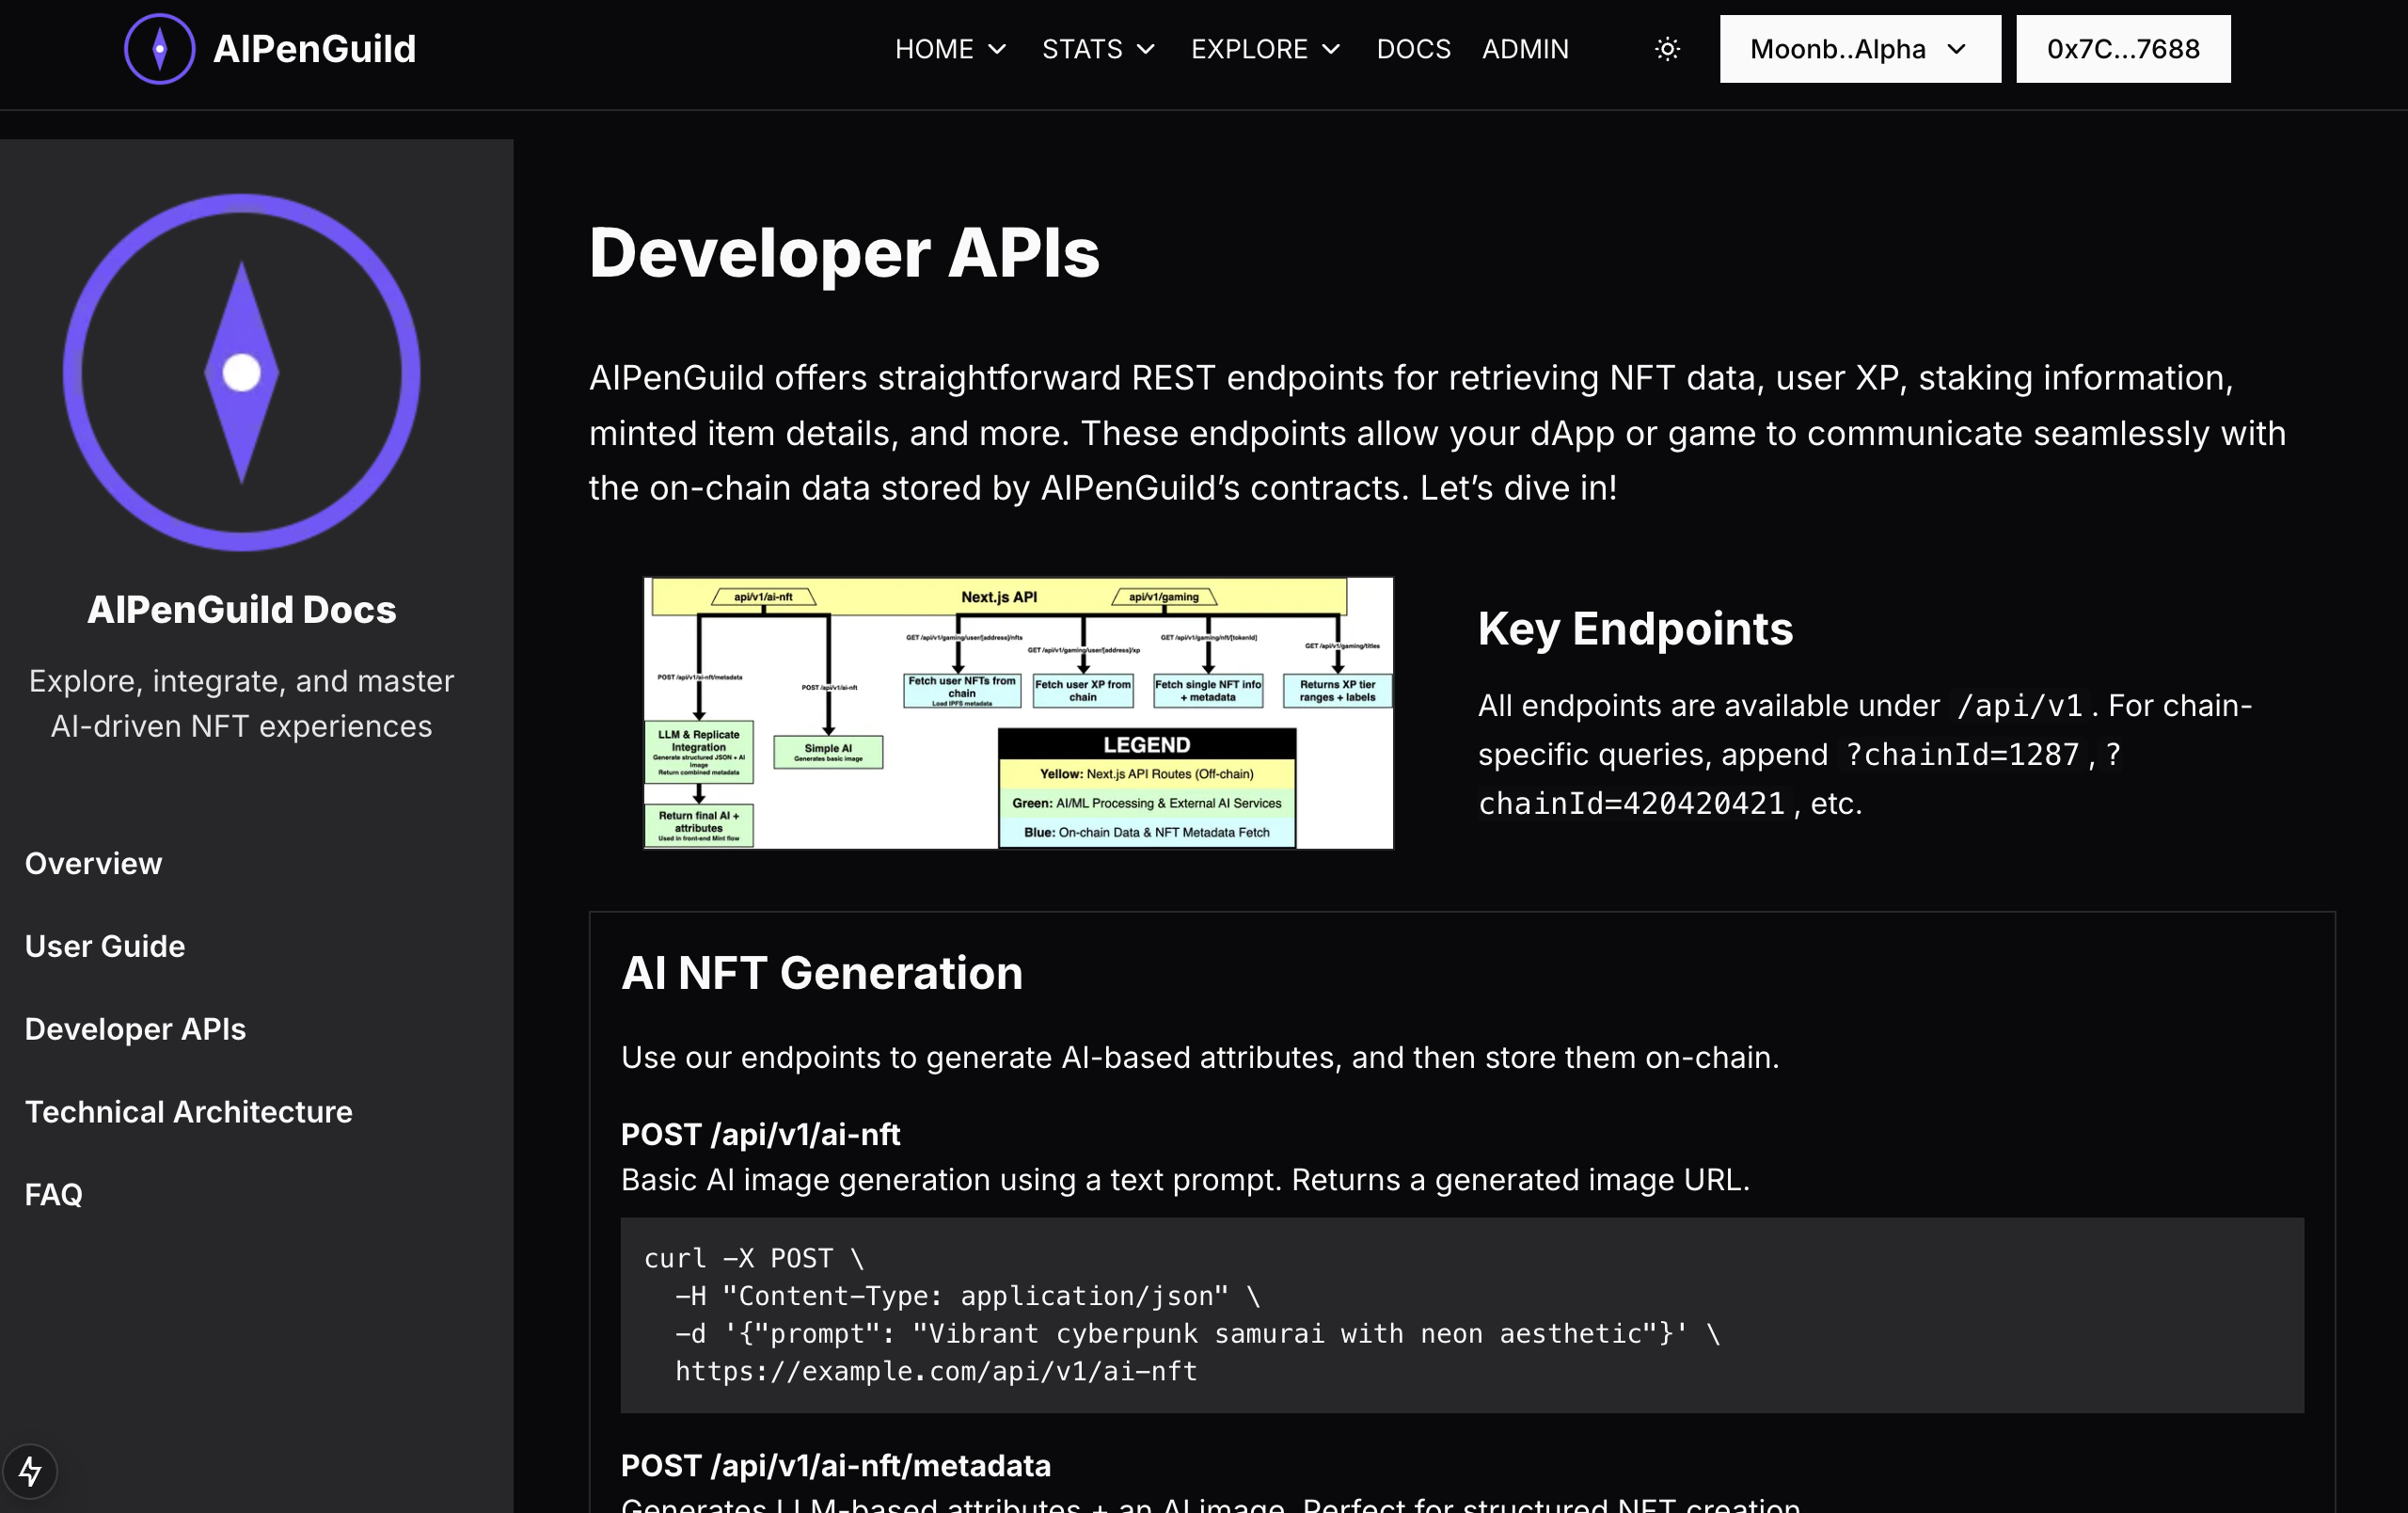 AIPenGuild
HOME
STATS
EXPLORE
DOCS
ADMIN
Moonb..Alpha
0x7C...7688
AIPenGuild Docs
Explore, integrate, and master
AI-driven NFT experiences
Overview
User Guide
Developer APIs
Technical Architecture
FAQ
Developer APIs
AIPenGuild offers straightforward REST endpoints for retrieving NFT data, user XP, staking information,
minted item details, and more. These endpoints allow your dApp or game to communicate seamlessly with
the on-chain data stored by AIPenGuild’s contracts. Let’s dive in!
api/v1/ai-nft
Next.js API
api/v1/gaming
GET /api/v1/gaming/user/[address]/nfts
GET /api/v1/gaming/user/[address]/xp
GET /api/v1/gaming/nft/[tokenId]
GET /api/v1/gaming/titles
POST /api/v1/ai-nft/metadata
POST /api/v1/ai-nft
Fetch user NFTs from
chain
Load IPFS metadata
Fetch user XP from
chain
Fetch single NFT info
+ metadata
Returns XP tier
ranges + labels
LLM & Replicate
Integration
Generate structured JSON + AI
image
Return combined metadata
Simple AI
Generates basic image
Return final AI +
attributes
Used in front-end Mint flow
LEGEND
Yellow: Next.js API Routes (Off-chain)
Green: AI/ML Processing & External AI Services
Blue: On-chain Data & NFT Metadata Fetch
Key Endpoints
All endpoints are available under /api/v1. For chain-
specific queries, append ?chainId=1287, ?
chainId=420420421, etc.
AI NFT Generation
Use our endpoints to generate AI-based attributes, and then store them on-chain.
POST /api/v1/ai-nft
Basic AI image generation using a text prompt. Returns a generated image URL.
curl -X POST \
-H "Content-Type: application/json" \
-d '{"prompt": "Vibrant cyberpunk samurai with neon aesthetic"}' \
https://example.com/api/v1/ai-nft
POST /api/v1/ai-nft/metadata
Generates LLM-based attributes + an AI image. Perfect for structured NFT creation.